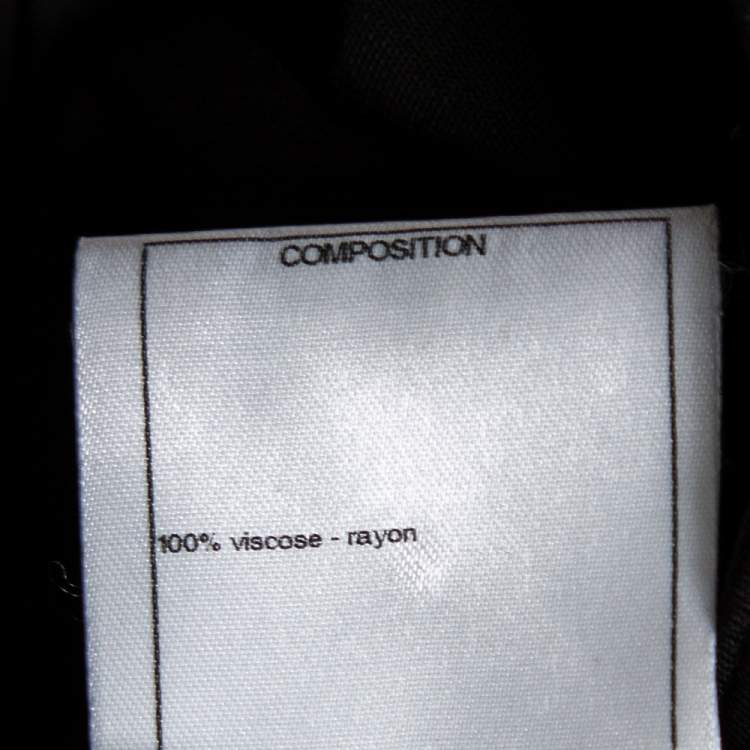 COMPOSITION
100% viscose - rayon